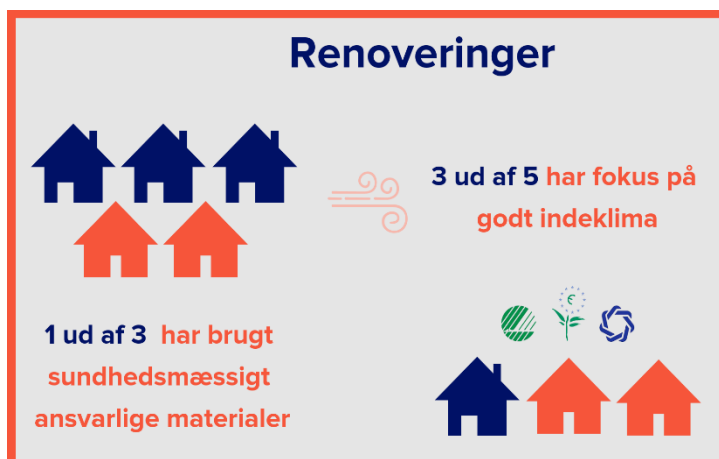 Renoveringer
3 ud af 5 har fokus på
godt indeklima
1 ud af 3 har brugt
sundhedsmæssigt
ansvarlige materialer